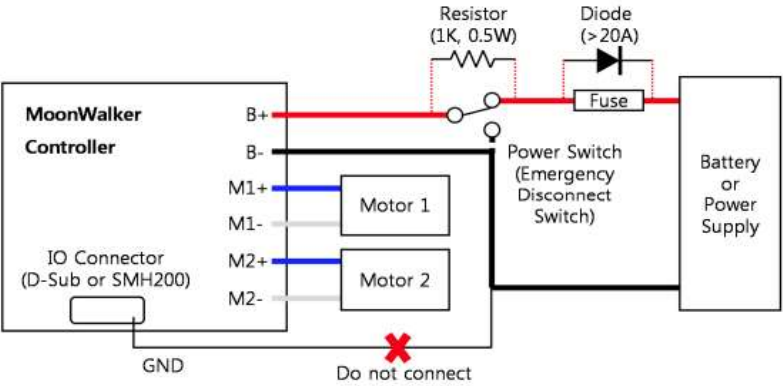 Resistor
(1K, 0.5W)
Diode
(>20A)
MoonWalker
Controller
B+
B-
M1+
M1-
M2+
M2-
Fuse
Power Switch
(Emergency
Disconnect
Switch)
Battery
or
Power
Supply
Motor 1
Motor 2
IO Connector
(D-Sub or SMH200)
GND
Do not connect